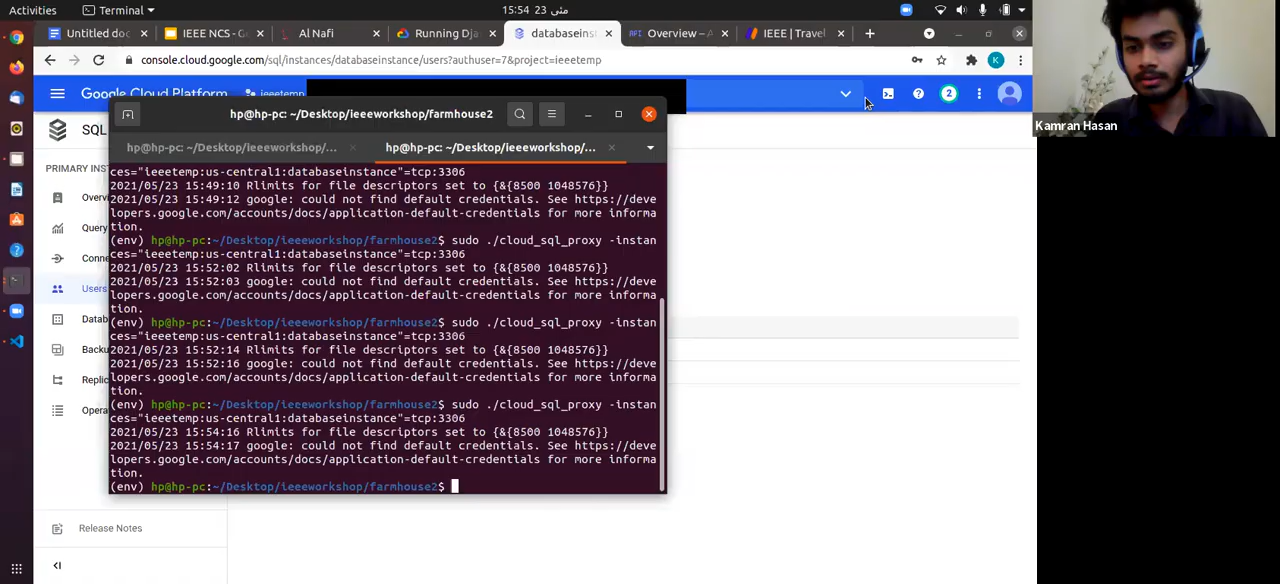 Activities
Terminal
15:54 23 مئی
Untitled doc
IEEE NCS - G
Al Nafi
Running Dja
databaseins
Overview – A
IEEE | Travel
console.cloud.google.com/sql/instances/databaseinstance/users?authuser=7&project=ieeetemp
K
Google Cloud Platform
ieeetemp
2
Kamran Hasan
SQL
hp@hp-pc: ~/Desktop/ieeeworkshop/farmhouse2
hp@hp-pc: ~/Desktop/ieeeworkshop/...
hp@hp-pc: ~/Desktop/ieeeworkshop/...
PRIMARY INST
Overv
Query
Conne
Users
Datab
Backu
Replic
Opera
ces="ieeetemp:us-central1:databaseinstance"=tcp:3306
2021/05/23 15:49:10 Rlimits for file descriptors set to {&{8500 1048576}}
2021/05/23 15:49:12 google: could not find default credentials. See https://deve
lopers.google.com/accounts/docs/application-default-credentials for more informa
tion.
(env) hp@hp-pc:~/Desktop/ieeeworkshop/farmhouse2$ sudo ./cloud_sql_proxy -instan
ces="ieeetemp:us-central1:databaseinstance"=tcp:3306
2021/05/23 15:52:02 Rlimits for file descriptors set to {&{8500 1048576}}
2021/05/23 15:52:03 google: could not find default credentials. See https://deve
lopers.google.com/accounts/docs/application-default-credentials for more informa
tion.
(env) hp@hp-pc:~/Desktop/ieeeworkshop/farmhouse2$ sudo ./cloud_sql_proxy -instan
ces="ieeetemp:us-central1:databaseinstance"=tcp:3306
2021/05/23 15:52:14 Rlimits for file descriptors set to {&{8500 1048576}}
2021/05/23 15:52:16 google: could not find default credentials. See https://deve
lopers.google.com/accounts/docs/application-default-credentials for more informa
tion.
(env) hp@hp-pc:~/Desktop/ieeeworkshop/farmhouse2$ sudo ./cloud_sql_proxy -instan
ces="ieeetemp:us-central1:databaseinstance"=tcp:3306
2021/05/23 15:54:16 Rlimits for file descriptors set to {&{8500 1048576}}
2021/05/23 15:54:17 google: could not find default credentials. See https://deve
lopers.google.com/accounts/docs/application-default-credentials for more informa
tion.
(env) hp@hp-pc:~/Desktop/ieeeworkshop/farmhouse2$
Release Notes